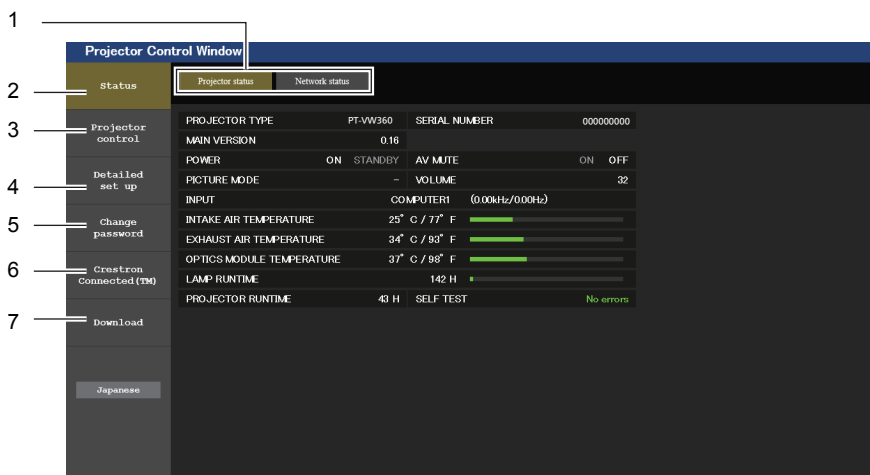 1
Projector Control Window
2
Status
Projector status Network status
3
Projector
control
PROJECTOR TYPE PT-VW360 SERIAL NUMBER 000000000
MAIN VERSION 0.16
POWER ON STANDBY AV MUTE ON OFF
4
Detailed
set up
PICTURE MODE – VOLUME 32
INPUT COMPUTER1 (0.00kHz/0.00Hz)
5
Change
password
INTAKE AIR TEMPERATURE 25° C / 77° F
EXHAUST AIR TEMPERATURE 34° C / 93° F
OPTICS MODULE TEMPERATURE 37° C / 98° F
6
Crestron
Connected(TM)
LAMP RUNTIME 142 H
PROJECTOR RUNTIME 43 H SELF TEST No errors
7
Download
Japanese